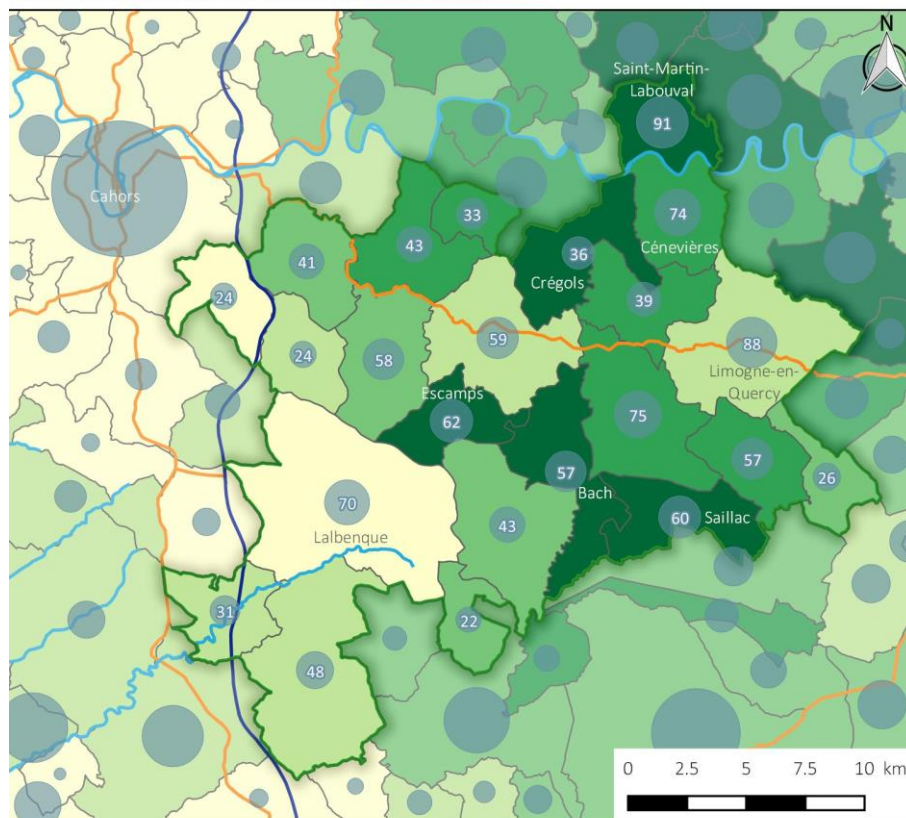 N
Saint-Martin-
Labouval
91
Cahors
33
74
43
Cénevières
41
36
Crégols
24
39
59
88
24
58
Limogne-en-
Quercy
Escamps
62
75
57
57
Bach
26
70
43
60
Saillac
Lalbenque
31
22
48
0 2.5 5 7.5 10 km